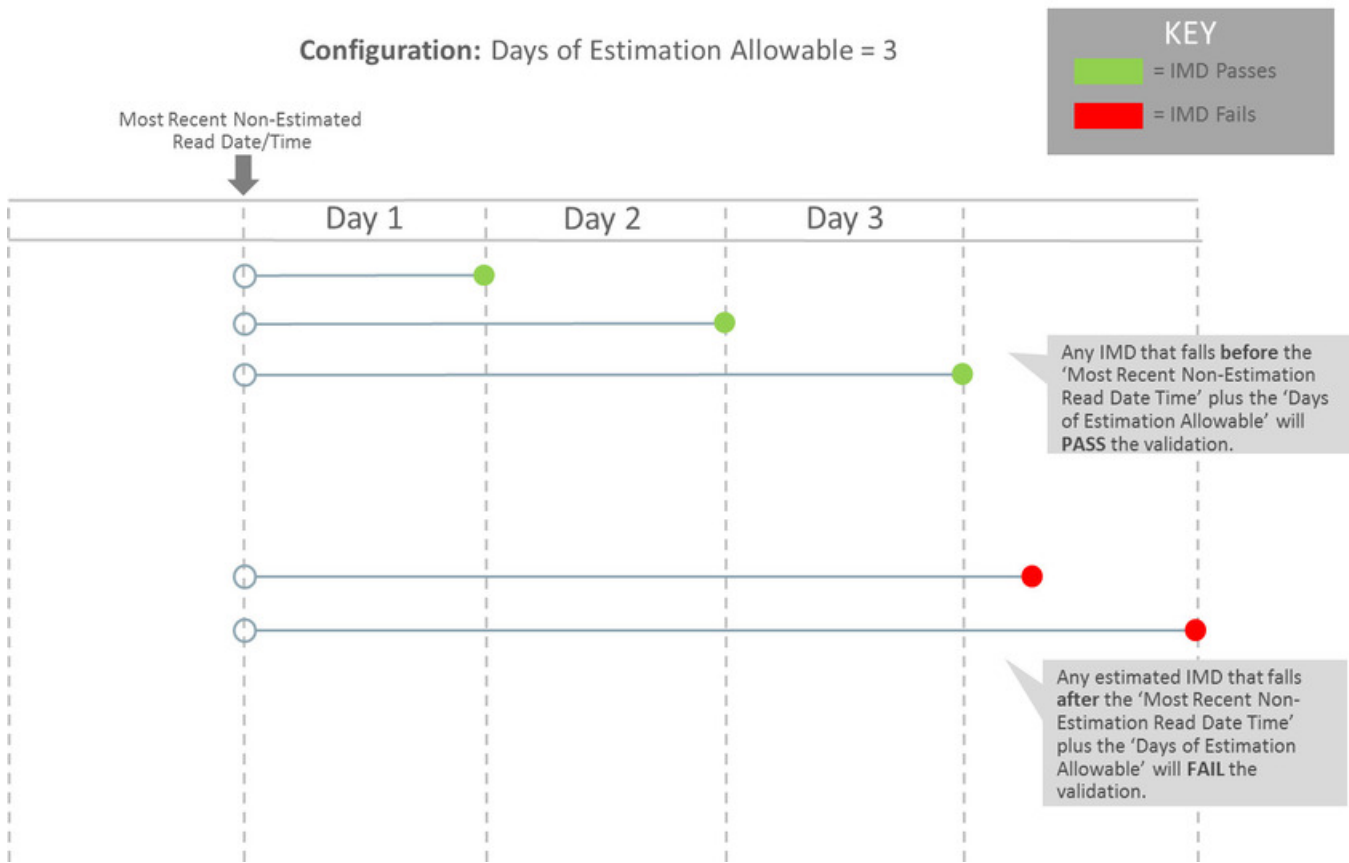 Configuration: Days of Estimation Allowable = 3
KEY
= IMD Passes
= IMD Fails
Most Recent Non-Estimated
Read Date/Time
Day 1
Day 2
Day 3
Any IMD that falls before the
‘Most Recent Non-Estimation
Read Date Time’ plus the ‘Days
of Estimation Allowable’ will
PASS the validation.
Any estimated IMD that falls
after the ‘Most Recent Non-
Estimation Read Date Time’
plus the ‘Days of Estimation
Allowable’ will FAIL the
validation.